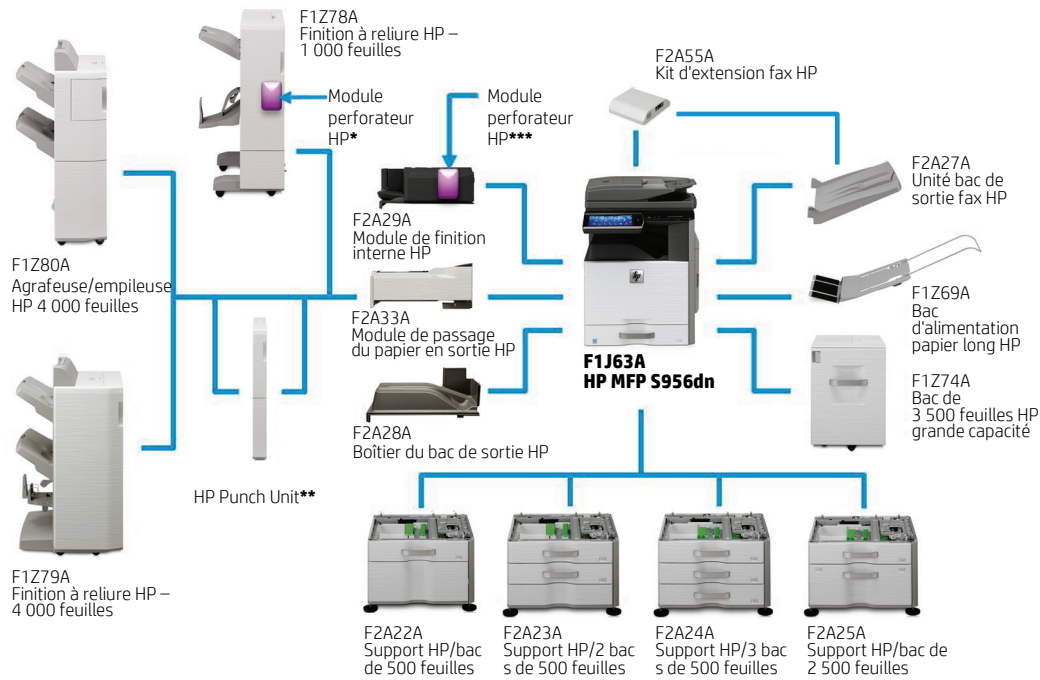 F1Z78A
Finition à reliure HP –
1 000 feuilles
F2A55A
Kit d'extension fax HP
Module
perforateur
HP*
Module
perforateur
HP***
F2A27A
Unité bac de
sortie fax HP
F2A29A
Module de finition
interne HP
F1Z80A
Agrafeuse/empileuse
HP 4 000 feuilles
F1Z69A
Bac
d'alimentation
papier long HP
F2A33A
Module de passage
du papier en sortie HP
hp
F1J63A
HP MFP S956dn
F1Z74A
Bac de
3 500 feuilles HP
grande capacité
F2A28A
Boîtier du bac de sortie HP
HP Punch Unit**
F1Z79A
Finition à reliure HP –
4 000 feuilles
F2A22A
Support HP/bac
de 500 feuilles
F2A23A
Support HP/2 bac
s de 500 feuilles
F2A24A
Support HP/3 bac
s de 500 feuilles
F2A25A
Support HP/bac de
2 500 feuilles